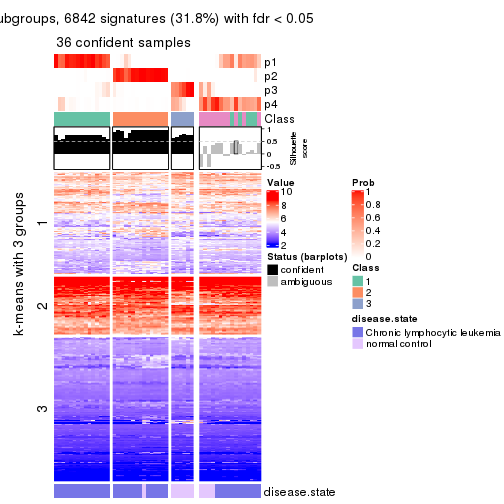 ubgroups, 6842 signatures (31.8%) with fdr < 0.05
36 confident samples
p1
p2
p3
p4
Class
1
0.5
0
-0.5
Silhouette
score
k-means with 3 groups
1
2
3
disease.state
Value
10
8
6
4
2
Status (barplots)
confident
ambiguous
Prob
1
0.8
0.6
0.4
0.2
0
Class
1
2
3
disease.state
Chronic lymphocytic leukemia
normal control